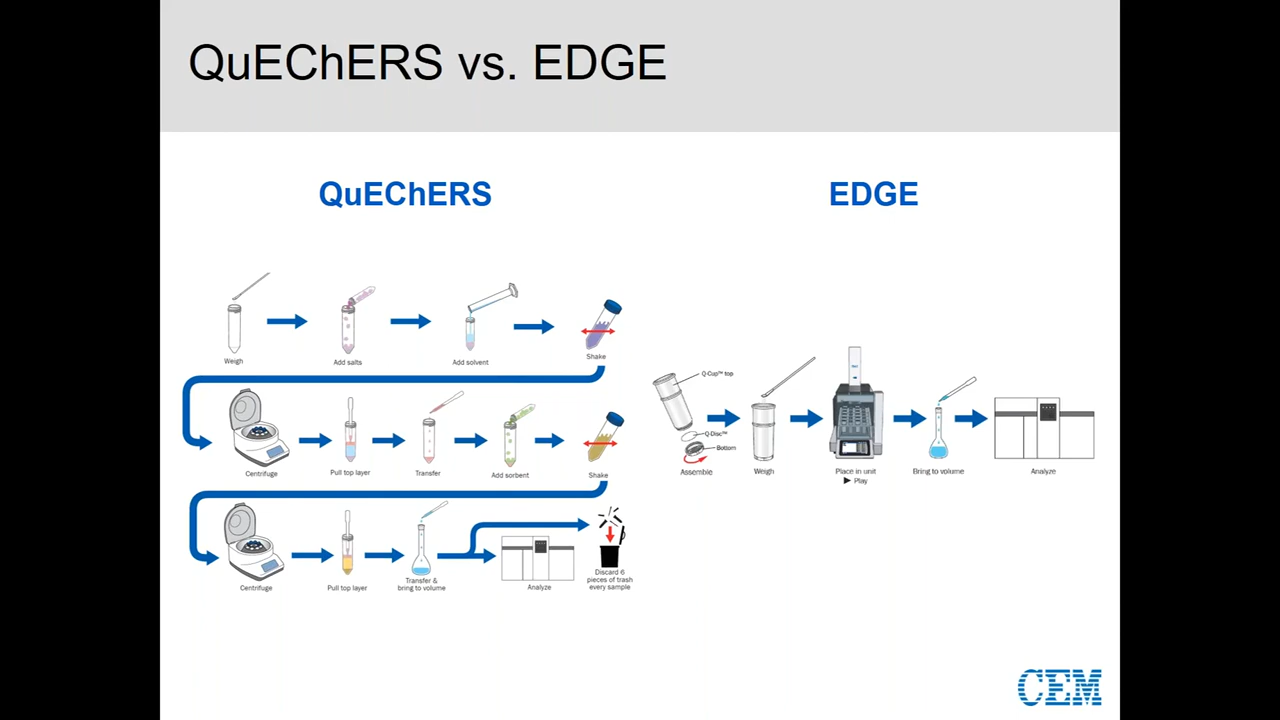 QuEChERS vs. EDGE
QuEChERS
Weigh
Add salts
Add solvent
Shake
Centrifuge
Pull top layer
Transfer
Add sorbent
Shake
Centrifuge
Pull top layer
Transfer &
bring to volume
Analyze
Discard 6
pieces of trash
every sample
EDGE
Q-Cup™ top
Q-Disc™
Bottom
Assemble
Weigh
Place in unit
▶ Play
Bring to volume
Analyze
CEM